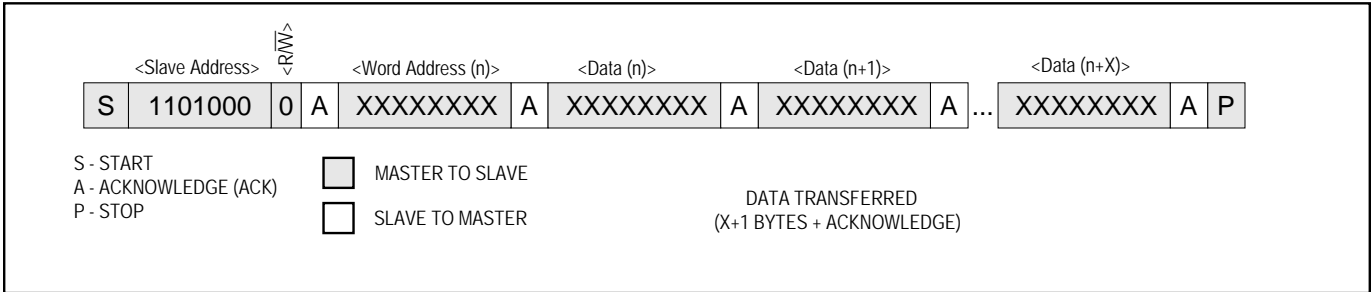 <Slave Address> <R/W> <Word Address (n)> <Data (n)> <Data (n+1)> <Data (n+X)>
S 1101000 0 A XXXXXXXX A XXXXXXXX A XXXXXXXX A ... XXXXXXXX A P
S - START
A - ACKNOWLEDGE (ACK)
P - STOP
MASTER TO SLAVE
SLAVE TO MASTER
DATA TRANSFERRED
(X+1 BYTES + ACKNOWLEDGE)